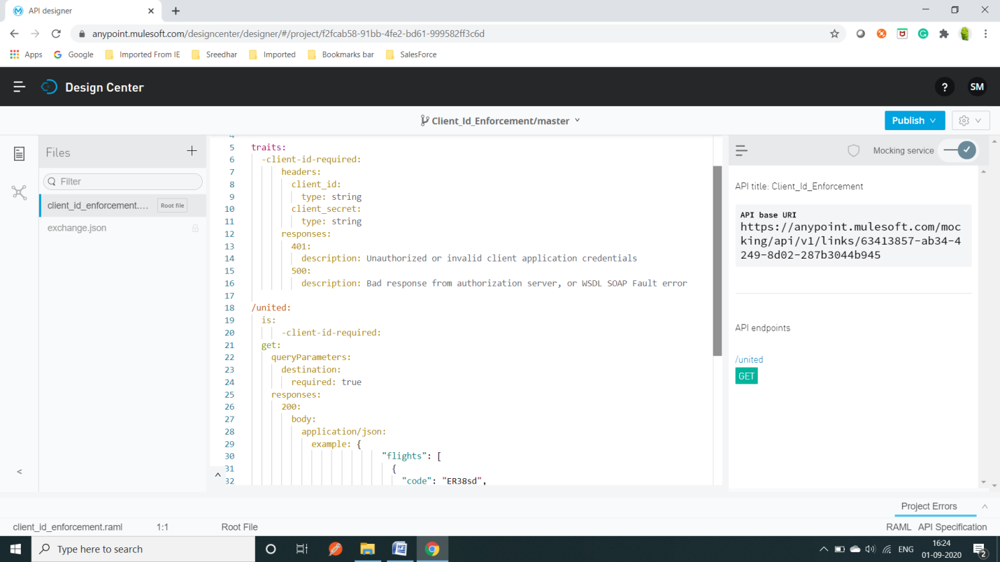 API designer
anypoint.mulesoft.com/designcenter/designer/#/project/f2fcab58-91bb-4fe2-bd61-999582ff3c6d
Apps Google Imported From IE Sreedhar Imported Bookmarks bar SalesForce
Design Center
? SM
Client_Id_Enforcement/master
Publish
Files
Filter
client_id_enforcement.... Root file
exchange.json
4
5 traits:
6 -client-id-required:
7 headers:
8 client_id:
9 type: string
10 client_secret:
11 type: string
12 responses:
13 401:
14 description: Unauthorized or invalid client application credentials
15 500:
16 description: Bad response from authorization server, or WSDL SOAP Fault error
17
18 /united:
19 is:
20 -client-id-required:
21 get:
22 queryParameters:
23 destination:
24 required: true
25 responses:
26 200:
27 body:
28 application/json:
29 example: {
30 "flights": [
31 {
32 "code": "ER38sd",
Mocking service
API title: Client_Id_Enforcement
API base URI
https://anypoint.mulesoft.com/moc
king/api/v1/links/63413857-ab34-4
249-8d02-287b3044b945
API endpoints
/united
GET
Project Errors
client_id_enforcement.raml 1:1 Root File
RAML API Specification
Type here to search
ENG
16:24
01-09-2020
2